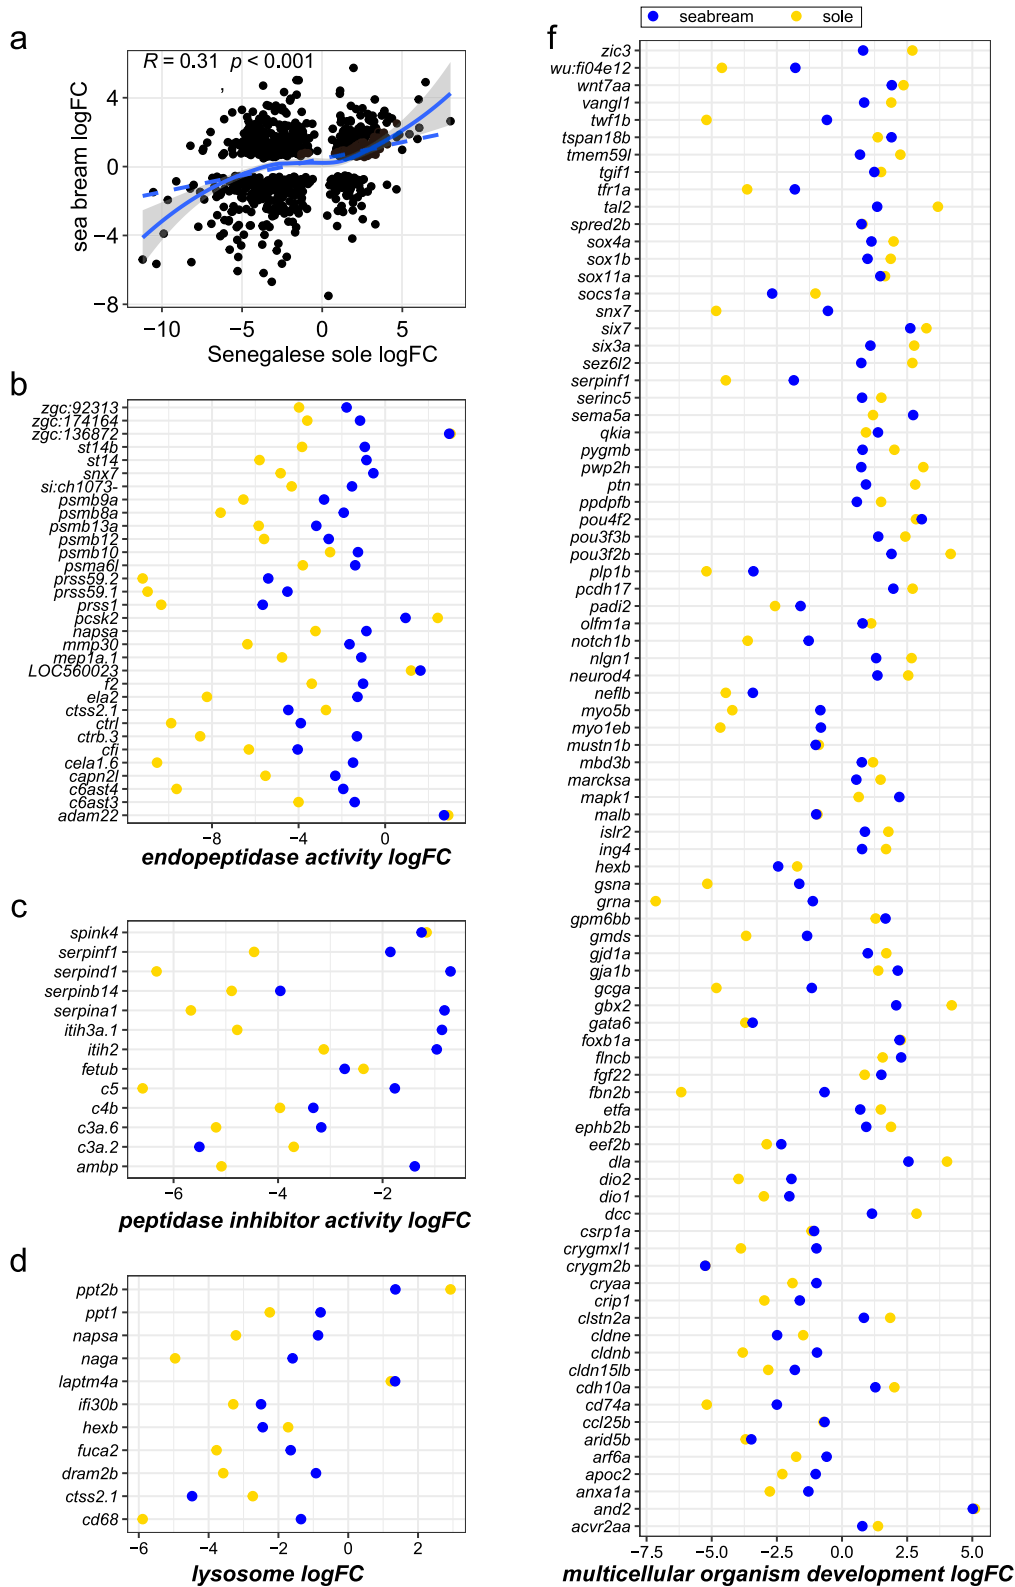 a
R = 0.31 p < 0.001
,
sea bream logFC
4
0
−4
−8
−10
−5
0
5
Senegalese sole logFC
b
zgc:92313
zgc:174164
zgc:136872
st14b
st14
snx7
si:ch1073-
psmb9a
psmb8a
psmb13a
psmb12
psmb10
psma6l
prss59.2
prss59.1
prss1
pcsk2
napsa
mmp30
mep1a.1
LOC560023
f2
ela2
ctss2.1
ctrl
ctrb.3
cfi
cela1.6
capn2l
c6ast4
c6ast3
adam22
−8
−4
0
endopeptidase activity logFC
c
spink4
serpinf1
serpind1
serpinb14
serpina1
itih3a.1
itih2
fetub
c5
c4b
c3a.6
c3a.2
ambp
−6
−4
−2
peptidase inhibitor activity logFC
d
ppt2b
ppt1
napsa
naga
laptm4a
ifi30b
hexb
fuca2
dram2b
ctss2.1
cd68
−6
−4
−2
0
2
lysosome logFC
f
seabream
sole
zic3
wu:fi04e12
wnt7aa
vangl1
twf1b
tspan18b
tmem59l
tgif1
tfr1a
tal2
spred2b
sox4a
sox1b
sox11a
socs1a
snx7
six7
six3a
sez6l2
serpinf1
serinc5
sema5a
qkia
pygmb
pwp2h
ptn
ppdpfb
pou4f2
pou3f3b
pou3f2b
plp1b
pcdh17
padi2
olfm1a
notch1b
nlgn1
neurod4
neflb
myo5b
myo1eb
mustn1b
mbd3b
marcksa
mapk1
malb
islr2
ing4
hexb
gsna
grna
gpm6bb
gmds
gjd1a
gja1b
gcga
gbx2
gata6
foxb1a
flncb
fgf22
fbn2b
etfa
ephb2b
eef2b
dla
dio2
dio1
dcc
csrp1a
crygmxl1
crygm2b
cryaa
crip1
clstn2a
cldne
cldnb
cldn15lb
cdh10a
cd74a
ccl25b
arid5b
arf6a
apoc2
anxa1a
and2
acvr2aa
−7.5
−5.0
−2.5
0.0
2.5
5.0
multicellular organism development logFC